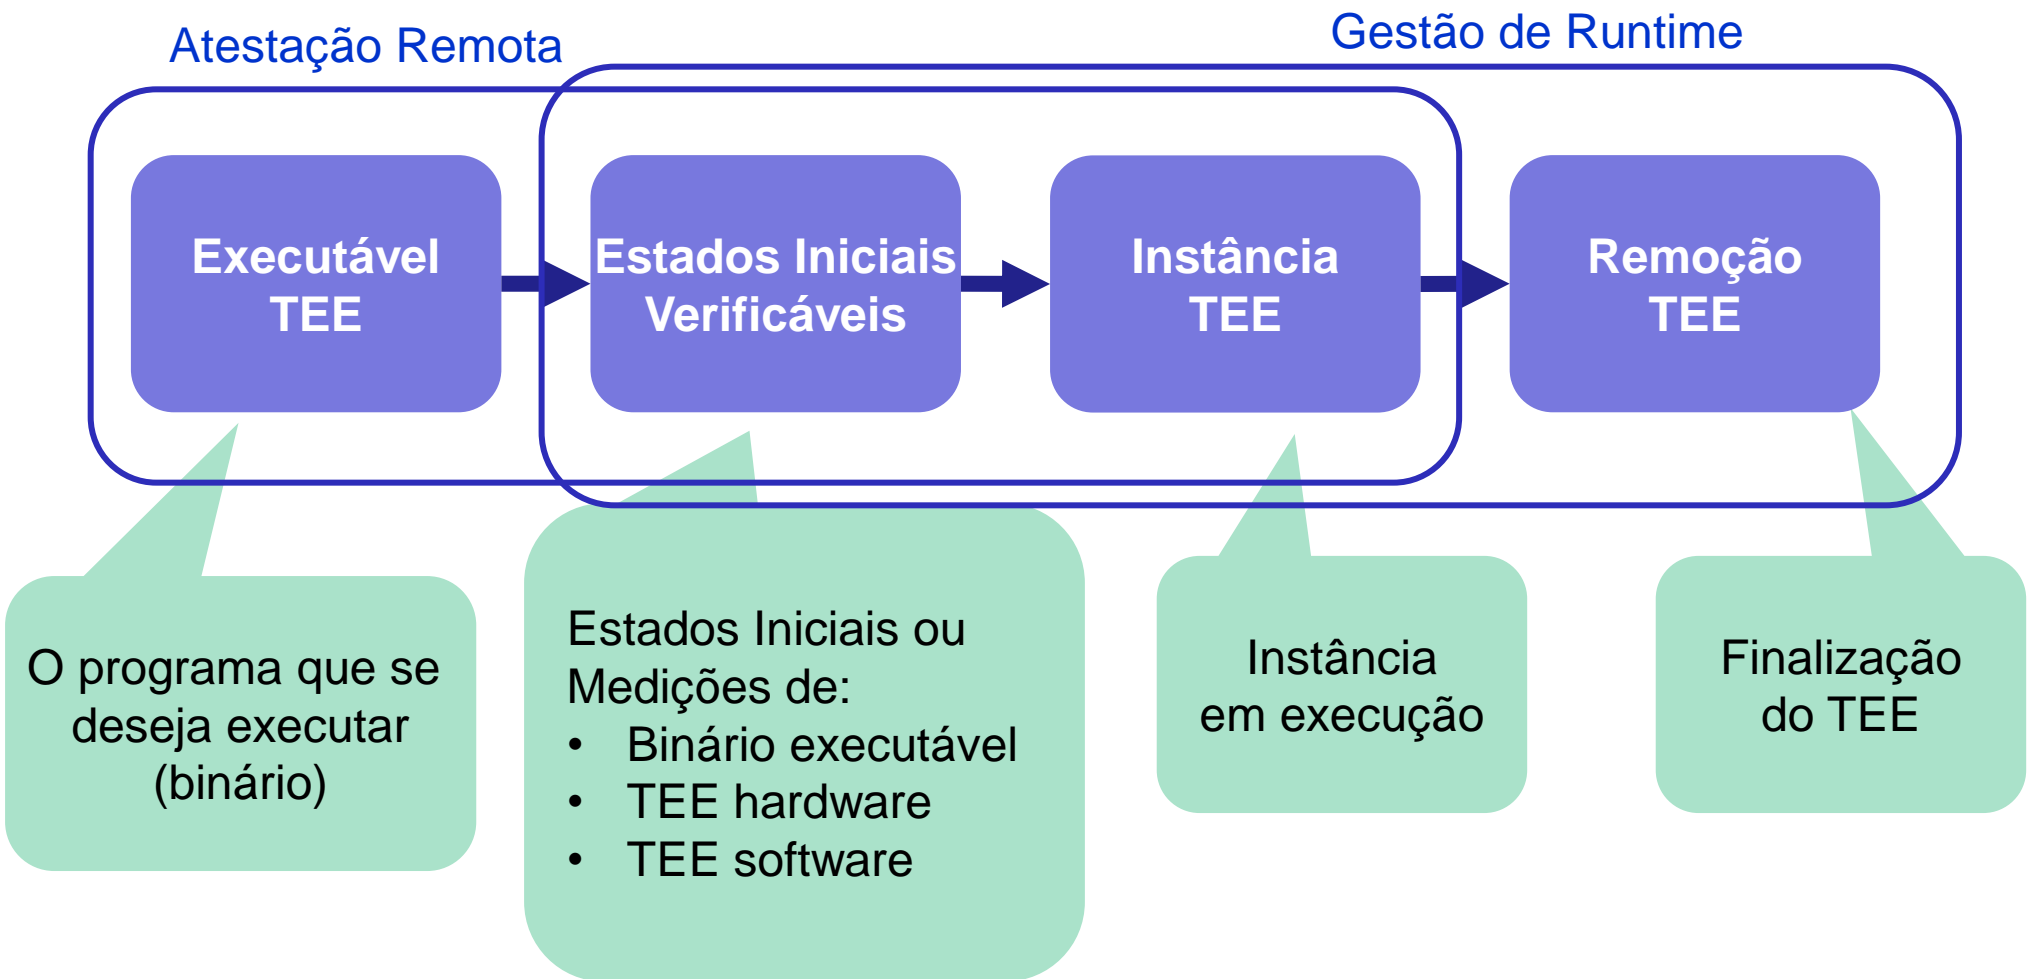 Atestação Remota
Gestão de Runtime
Executável
TEE
Estados Iniciais
Verificáveis
Instância
TEE
Remoção
TEE
O programa que se
deseja executar
(binário)
Estados Iniciais ou
Medições de:
• Binário executável
• TEE hardware
• TEE software
Instância
em execução
Finalização
do TEE